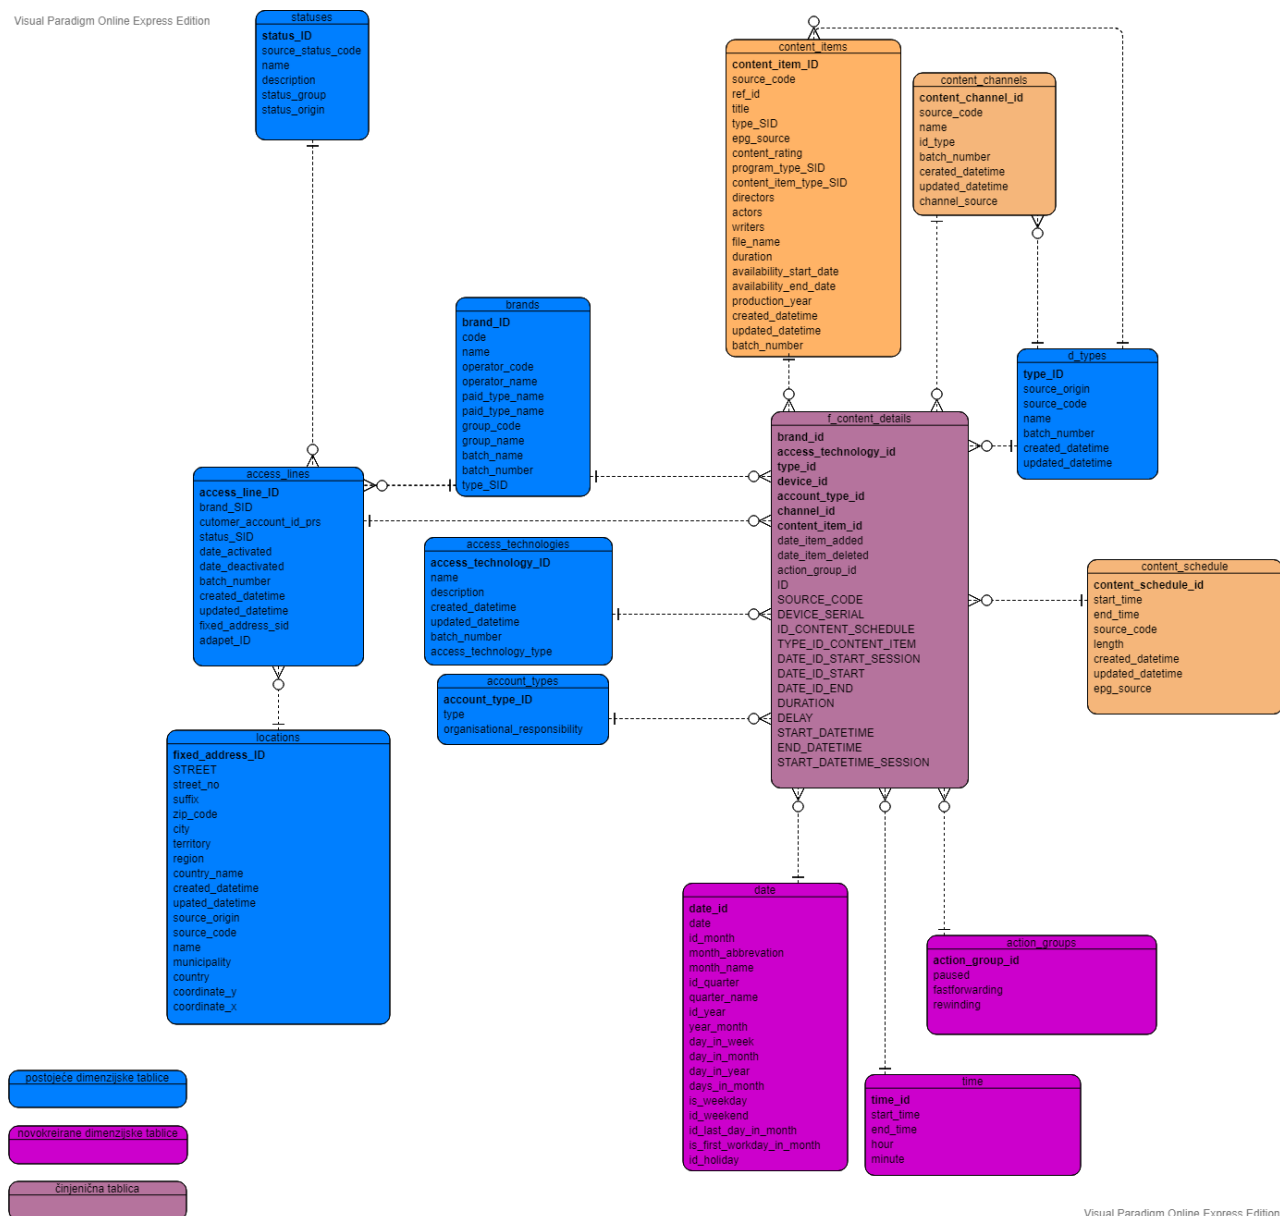 Visual Paradigm Online Express Edition
statuses
status_ID
source_status_code
name
description
status_group
status_origin
content_items
content_item_ID
source_code
ref_id
title
type_SID
epg_source
content_rating
program_type_SID
content_item_type_SID
directors
actors
writers
file_name
duration
availability_start_date
availability_end_date
production_year
created_datetime
updated_datetime
batch_number
content_channels
content_channel_id
source_code
name
id_type
batch_number
cerated_datetime
updated_datetime
channel_source
brands
brand_ID
code
name
operator_code
operator_name
paid_type_name
paid_type_name
group_code
group_name
batch_name
batch_number
type_SID
d_types
type_ID
source_origin
source_code
name
batch_number
created_datetime
updated_datetime
access_lines
access_line_ID
brand_SID
cutomer_account_id_prs
status_SID
date_activated
date_deactivated
batch_number
created_datetime
updated_datetime
fixed_address_sid
adapet_ID
f_content_details
brand_id
access_technology_id
type_id
device_id
account_type_id
channel_id
content_item_id
date_item_added
date_item_deleted
action_group_id
ID
SOURCE_CODE
DEVICE_SERIAL
ID_CONTENT_SCHEDULE
TYPE_ID_CONTENT_ITEM
DATE_ID_START_SESSION
DATE_ID_START
DATE_ID_END
DURATION
DELAY
START_DATETIME
END_DATETIME
START_DATETIME_SESSION
access_technologies
access_technology_ID
name
description
created_datetime
updated_datetime
batch_number
access_technology_type
content_schedule
content_schedule_id
start_time
end_time
source_code
length
created_datetime
updated_datetime
epg_source
account_types
account_type_ID
type
organisational_responsibility
locations
fixed_address_ID
STREET
street_no
suffix
zip_code
city
territory
region
country_name
created_datetime
upated_datetime
source_origin
source_code
name
municipality
country
coordinate_y
coordinate_x
date
date_id
date
id_month
month_abbrevation
month_name
id_quarter
quarter_name
id_year
year_month
day_in_week
day_in_month
day_in_year
days_in_month
is_weekday
id_weekend
id_last_day_in_month
is_first_workday_in_month
id_holiday
action_groups
action_group_id
paused
fastforwarding
rewinding
time
time_id
start_time
end_time
hour
minute
postojeće dimenzijske tablice
novokreirane dimenzijske tablice
činjenična tablica
Visual Paradigm Online Express Edition